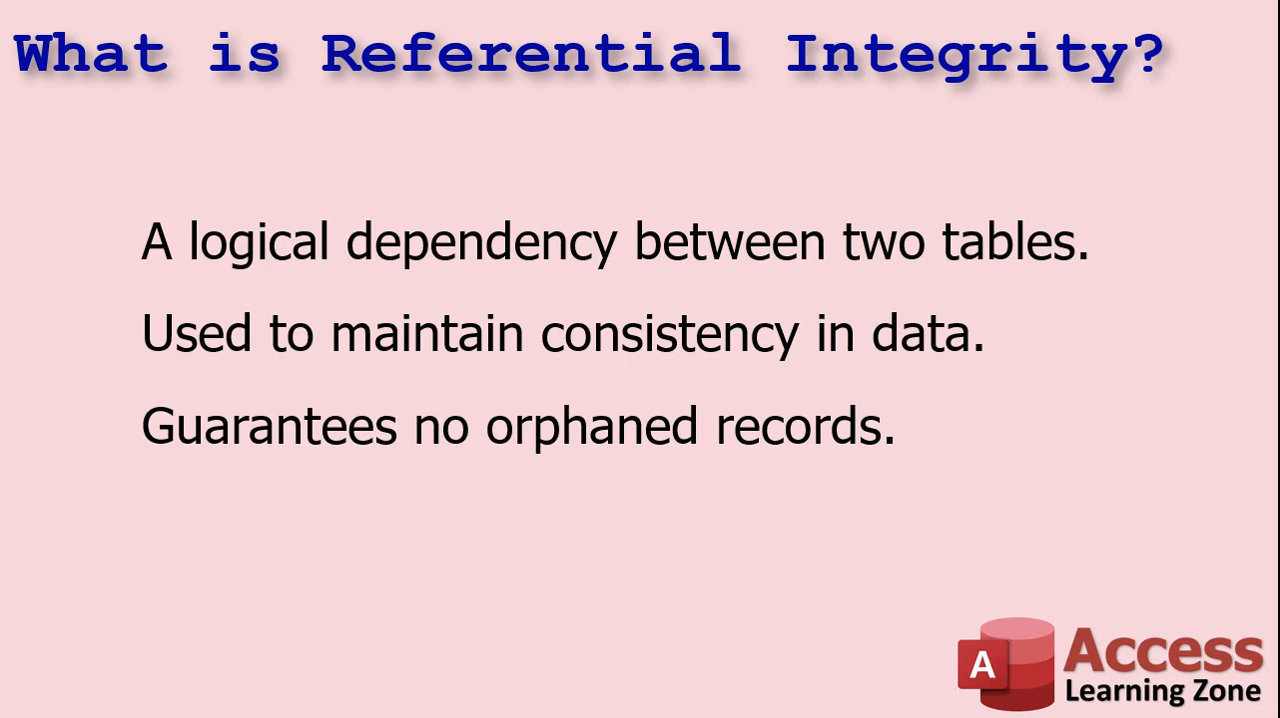 What is Referential Integrity?
A logical dependency between two tables.
Used to maintain consistency in data.
Guarantees no orphaned records.
A
Access
Learning Zone